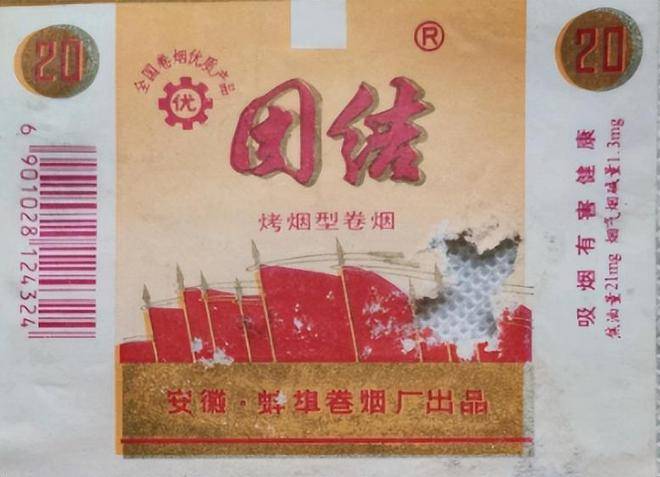 20
6 901028 124324
全国卷烟优质产品
优
®
团结
烤烟型卷烟
安徽·蚌埠卷烟厂出品
20
吸烟有害健康
焦油量21mg 烟气烟碱量1.3mg